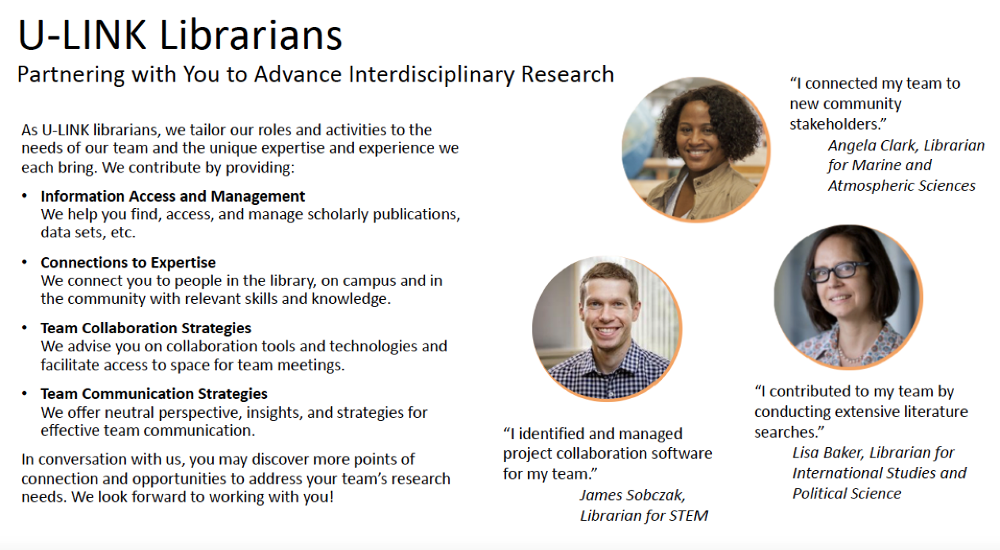 U-LINK Librarians
Partnering with You to Advance Interdisciplinary Research
As U-LINK librarians, we tailor our roles and activities to the
needs of our team and the unique expertise and experience we
each bring. We contribute by providing:
• Information Access and Management
We help you find, access, and manage scholarly publications,
data sets, etc.
• Connections to Expertise
We connect you to people in the library, on campus and in
the community with relevant skills and knowledge.
• Team Collaboration Strategies
We advise you on collaboration tools and technologies and
facilitate access to space for team meetings.
• Team Communication Strategies
We offer neutral perspective, insights, and strategies for
effective team communication.
In conversation with us, you may discover more points of
connection and opportunities to address your team’s research
needs. We look forward to working with you!
“I connected my team to
new community
stakeholders.”
Angela Clark, Librarian
for Marine and
Atmospheric Sciences
“I identified and managed
project collaboration software
for my team.”
James Sobczak,
Librarian for STEM
“I contributed to my team by
conducting extensive literature
searches.”
Lisa Baker, Librarian for
International Studies and
Political Science